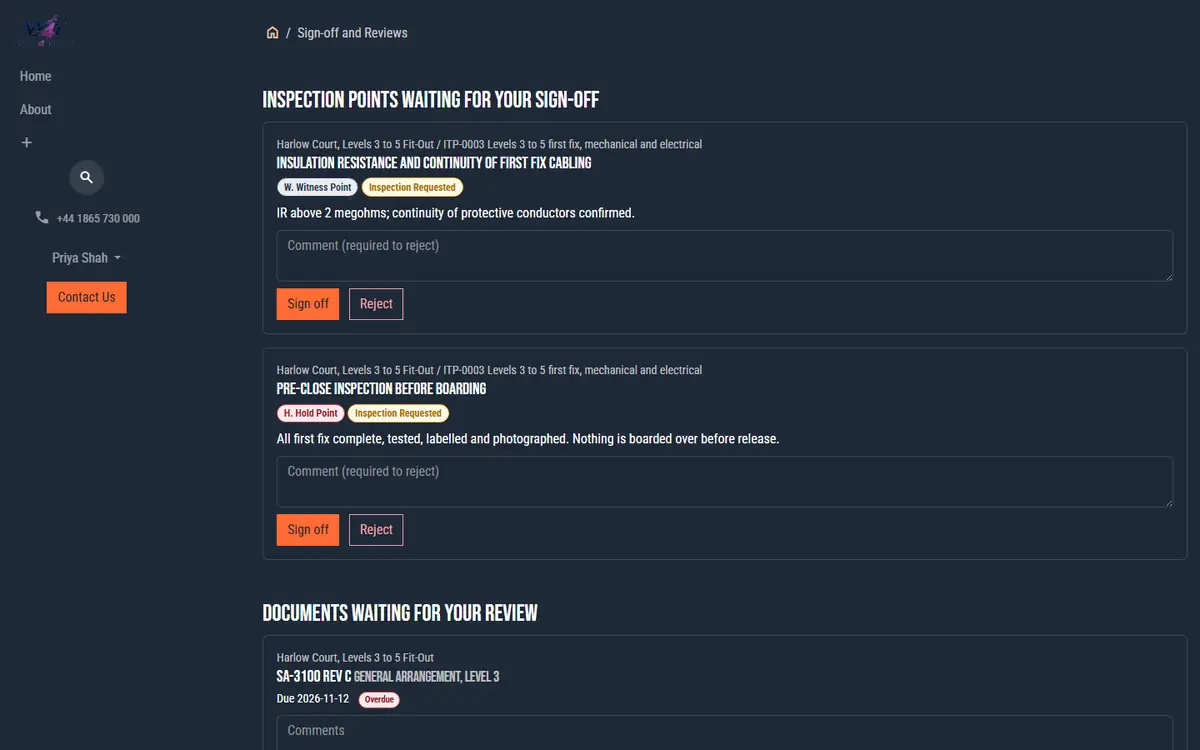 Home
About
+
+44 1865 730 000
Priya Shah
Contact Us
/ Sign-off and Reviews
INSPECTION POINTS WAITING FOR YOUR SIGN-OFF
Harlow Court, Levels 3 to 5 Fit-Out / ITP-0003 Levels 3 to 5 first fix, mechanical and electrical
INSULATION RESISTANCE AND CONTINUITY OF FIRST FIX CABLING
W. Witness Point Inspection Requested
IR above 2 megohms; continuity of protective conductors confirmed.
Comment (required to reject)
Sign off Reject
Harlow Court, Levels 3 to 5 Fit-Out / ITP-0003 Levels 3 to 5 first fix, mechanical and electrical
PRE-CLOSE INSPECTION BEFORE BOARDING
H. Hold Point Inspection Requested
All first fix complete, tested, labelled and photographed. Nothing is boarded over before release.
Comment (required to reject)
Sign off Reject
DOCUMENTS WAITING FOR YOUR REVIEW
Harlow Court, Levels 3 to 5 Fit-Out
SA-3100 REV C GENERAL ARRANGEMENT, LEVEL 3
Due 2026-11-12 Overdue
Comments